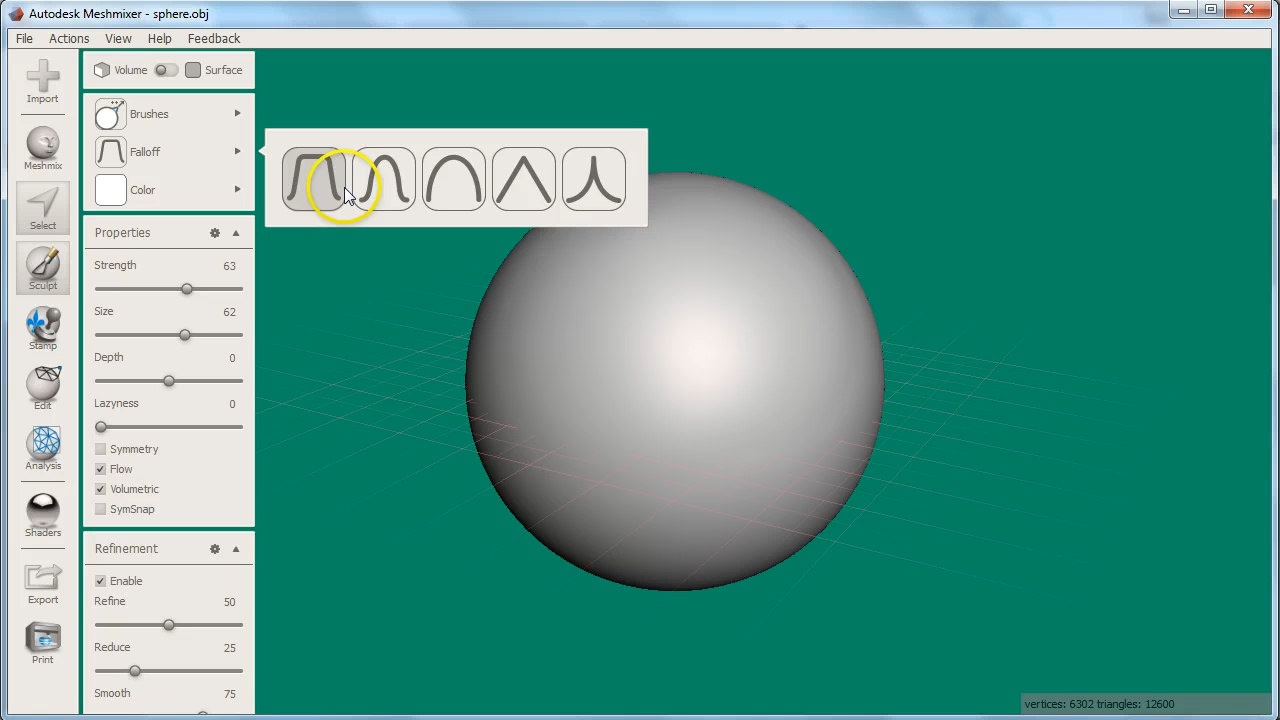 Autodesk Meshmixer - sphere.obj
File Actions View Help Feedback
Import
Meshmix
Select
Sculpt
Stamp
Edit
Analysis
Shaders
Export
Print
Volume Surface
Brushes
Falloff
Color
Properties
Strength 63
Size 62
Depth 0
Lazyness 0
Symmetry
Flow
Volumetric
SymSnap
Refinement
Enable
Refine 50
Reduce 25
Smooth 75
vertices: 6302 triangles: 12600